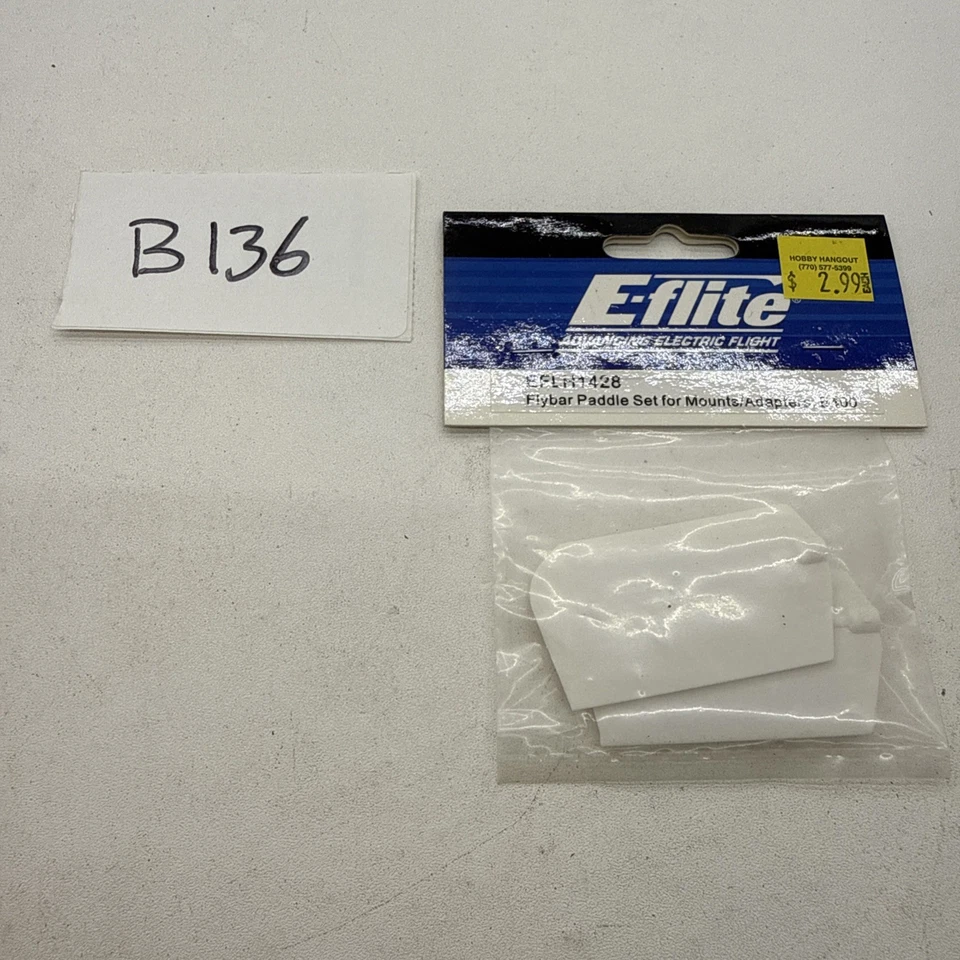 B136
HOBBY HANGOUT
(770) 577-5399
$ 2.99 EACH
E-flite
ADVANCING ELECTRIC FLIGHT
EFLH1428
Flybar Paddle Set for Mounts/Adapters: B400